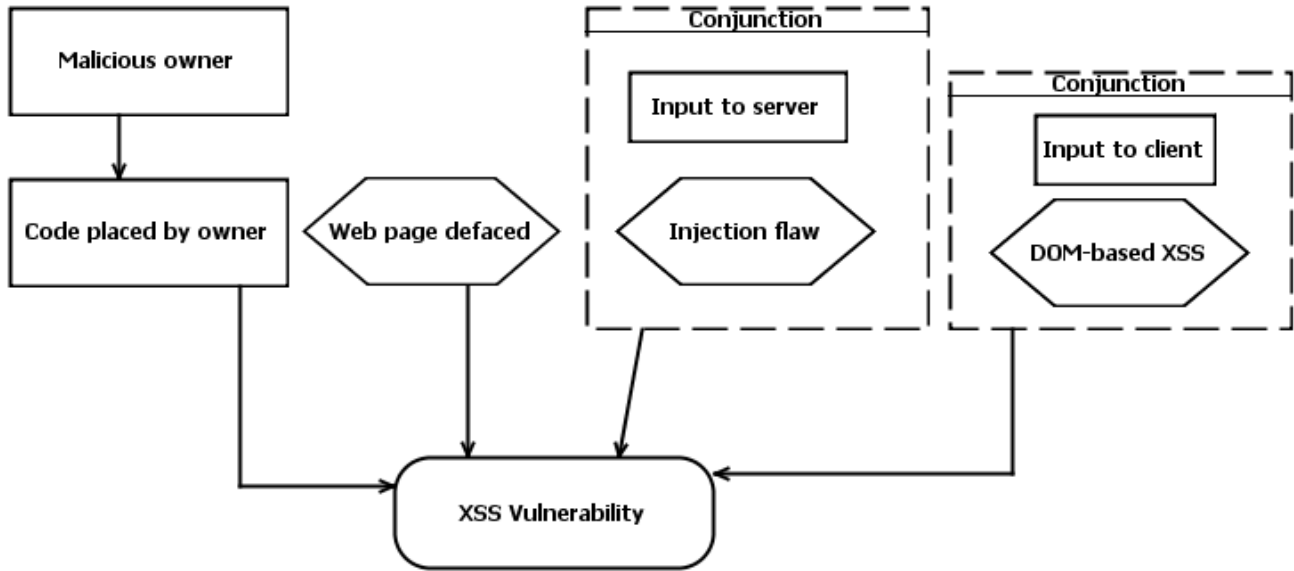 Malicious owner
Code placed by owner
Web page defaced
Conjunction
Input to server
Injection flaw
Conjunction
Input to client
DOM-based XSS
XSS Vulnerability